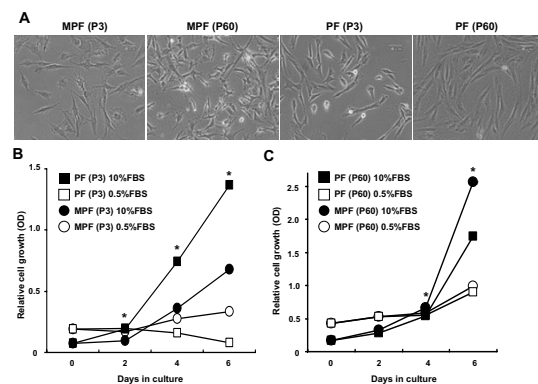 A
MPF (P3)
MPF (P60)
PF (P3)
PF (P60)
B
1.5
1.0
0.5
0
Relative cell growth (OD)
PF (P3) 10%FBS
PF (P3) 0.5%FBS
MPF (P3) 10%FBS
MPF (P3) 0.5%FBS
*
*
*
0 2 4 6
Days in culture
C
2.5
2.0
1.0
0.5
0
Relative cell growth (OD)
PF (P60) 10%FBS
PF (P60) 0.5%FBS
MPF (P60) 10%FBS
MPF (P60) 0.5%FBS
*
*
0 2 4 6
Days in culture